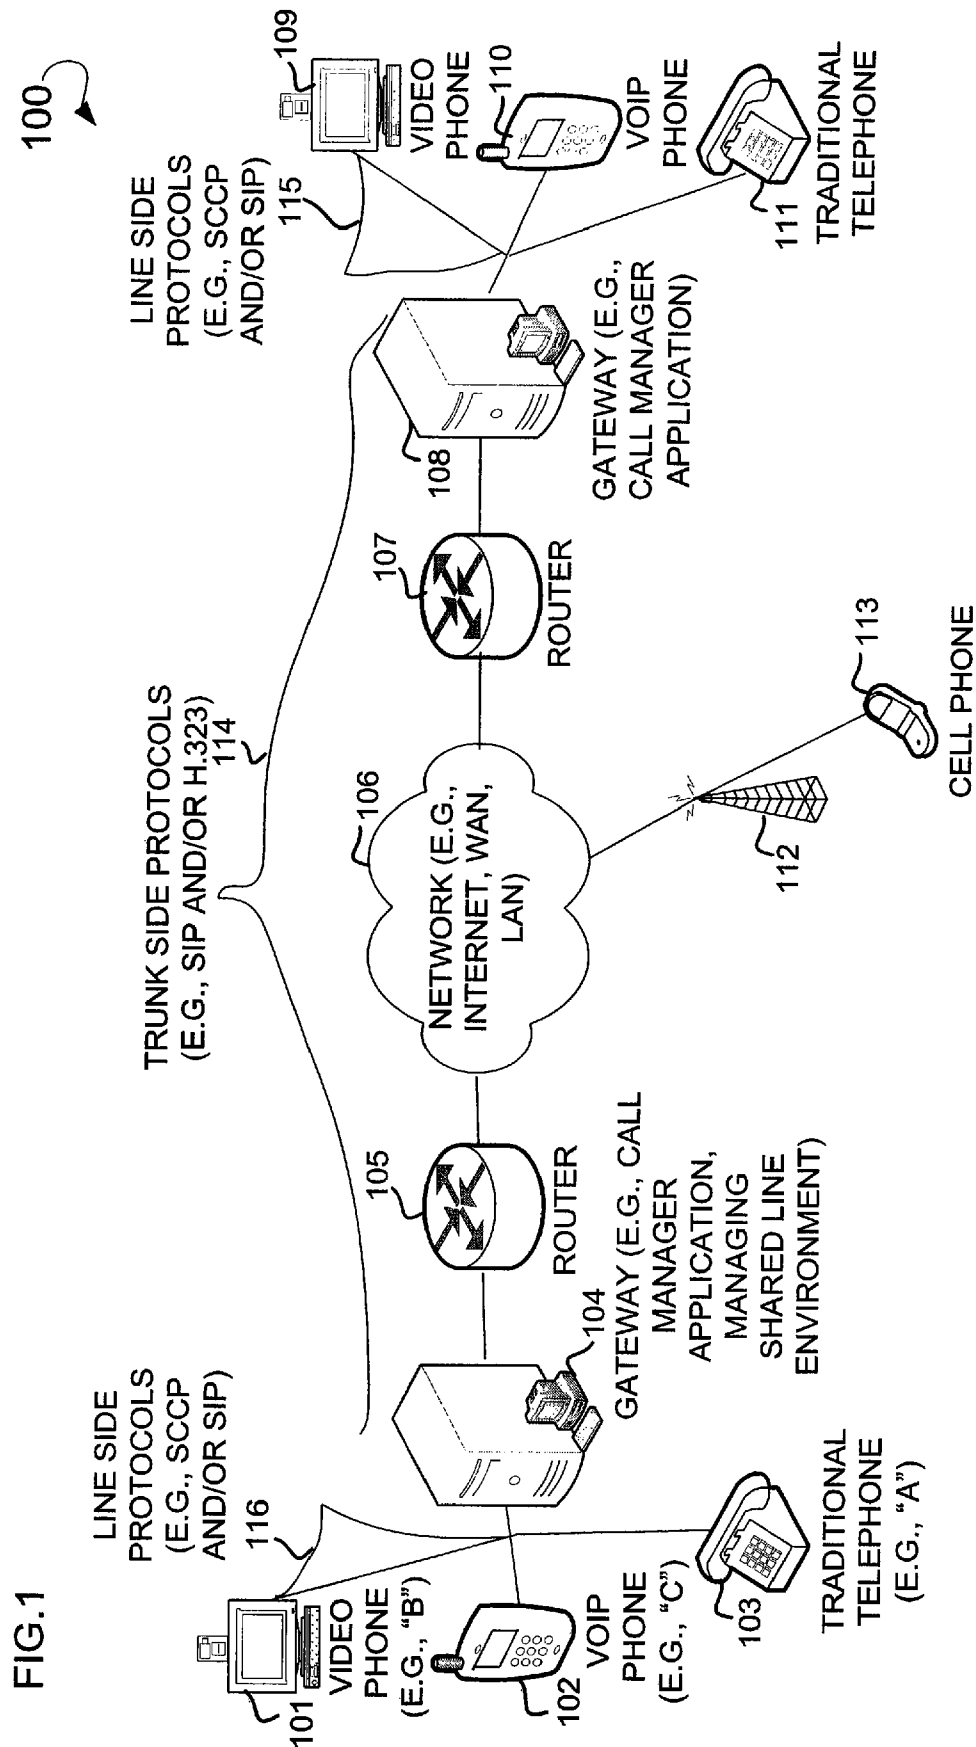 FIG.1
100
LINE SIDE
PROTOCOLS
(E.G., SCCP
AND/OR SIP)
116
TRUNK SIDE PROTOCOLS
(E.G., SIP AND/OR H.323)
114
LINE SIDE
PROTOCOLS
(E.G., SCCP
AND/OR SIP)
115
101
VIDEO
PHONE
(E.G., “B”)
102
VOIP
PHONE
(E.G., “C”)
103
TRADITIONAL
TELEPHONE
(E.G., “A”)
104
GATEWAY (E.G., CALL
MANAGER
APPLICATION,
MANAGING
SHARED LINE
ENVIRONMENT)
105
ROUTER
106
NETWORK (E.G.,
INTERNET, WAN,
LAN)
112
113
CELL PHONE
107
ROUTER
108
GATEWAY (E.G.,
CALL MANAGER
APPLICATION)
109
VIDEO
PHONE
110
VOIP
PHONE
111
TRADITIONAL
TELEPHONE